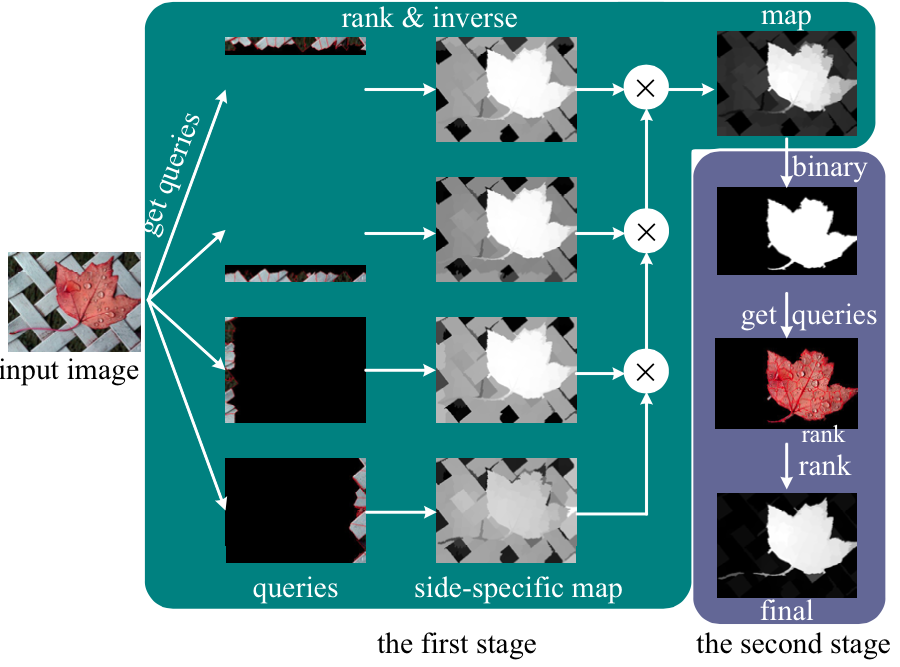 rank & inverse
map
get queries
binary
input image
get queries
rank
rank
queries
side-specific map
final
the first stage
the second stage